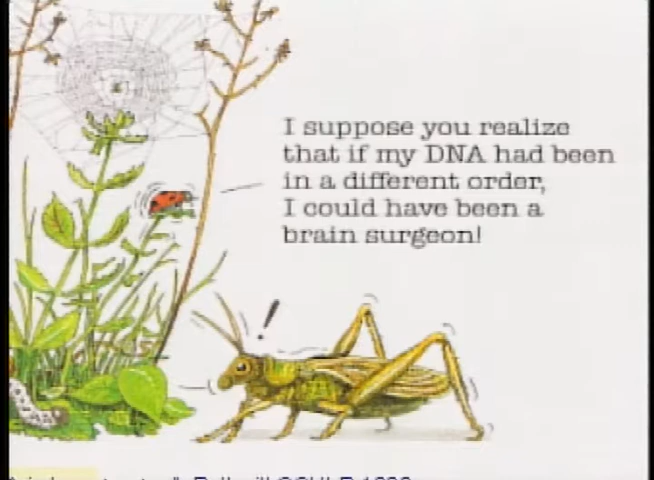 I suppose you realize
that if my DNA had been
in a different order,
I could have been a
brain surgeon!
!